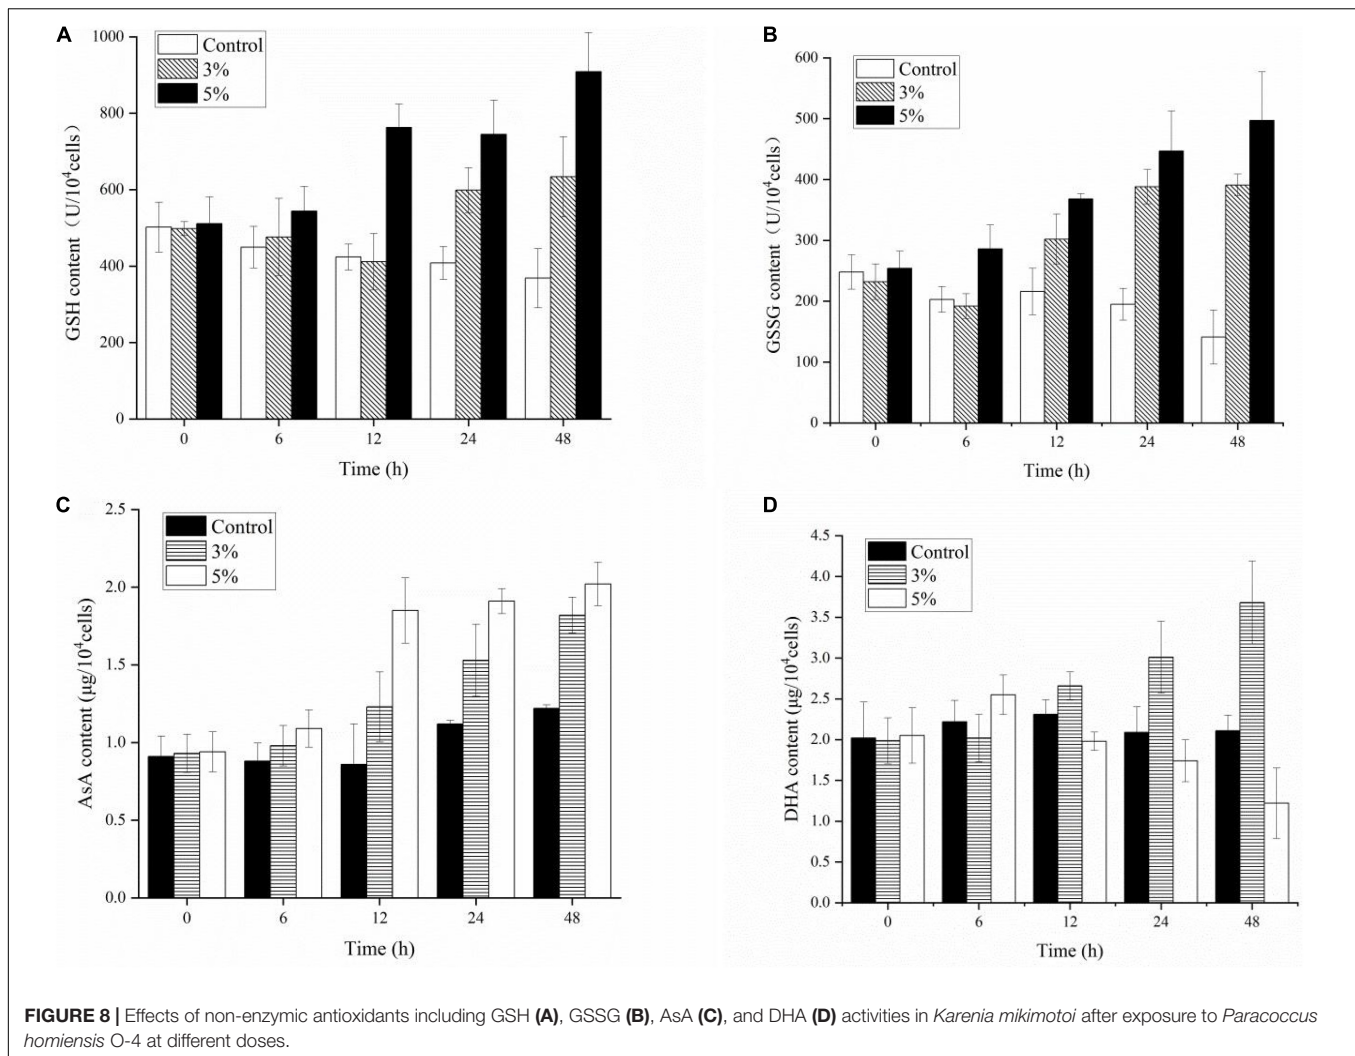 A
1000
800
600
400
200
0
GSH content（U/10⁴cells）
Control
3%
5%
0 6 12 24 48
Time (h)
B
600
500
400
300
200
100
0
GSSG content（U/10⁴cells）
Control
3%
5%
0 6 12 24 48
Time (h)
C
2.5
2.0
1.5
1.0
0.5
0.0
AsA content (μg/10⁴cells)
Control
3%
5%
0 6 12 24 48
Time (h)
D
4.5
4.0
3.5
3.0
2.5
2.0
1.5
1.0
0.5
0.0
DHA content (μg/10⁴cells)
Control
3%
5%
0 6 12 24 48
Time (h)
FIGURE 8 | Effects of non-enzymic antioxidants including GSH (A), GSSG (B), AsA (C), and DHA (D) activities in Karenia mikimotoi after exposure to Paracoccus
homiensis O-4 at different doses.